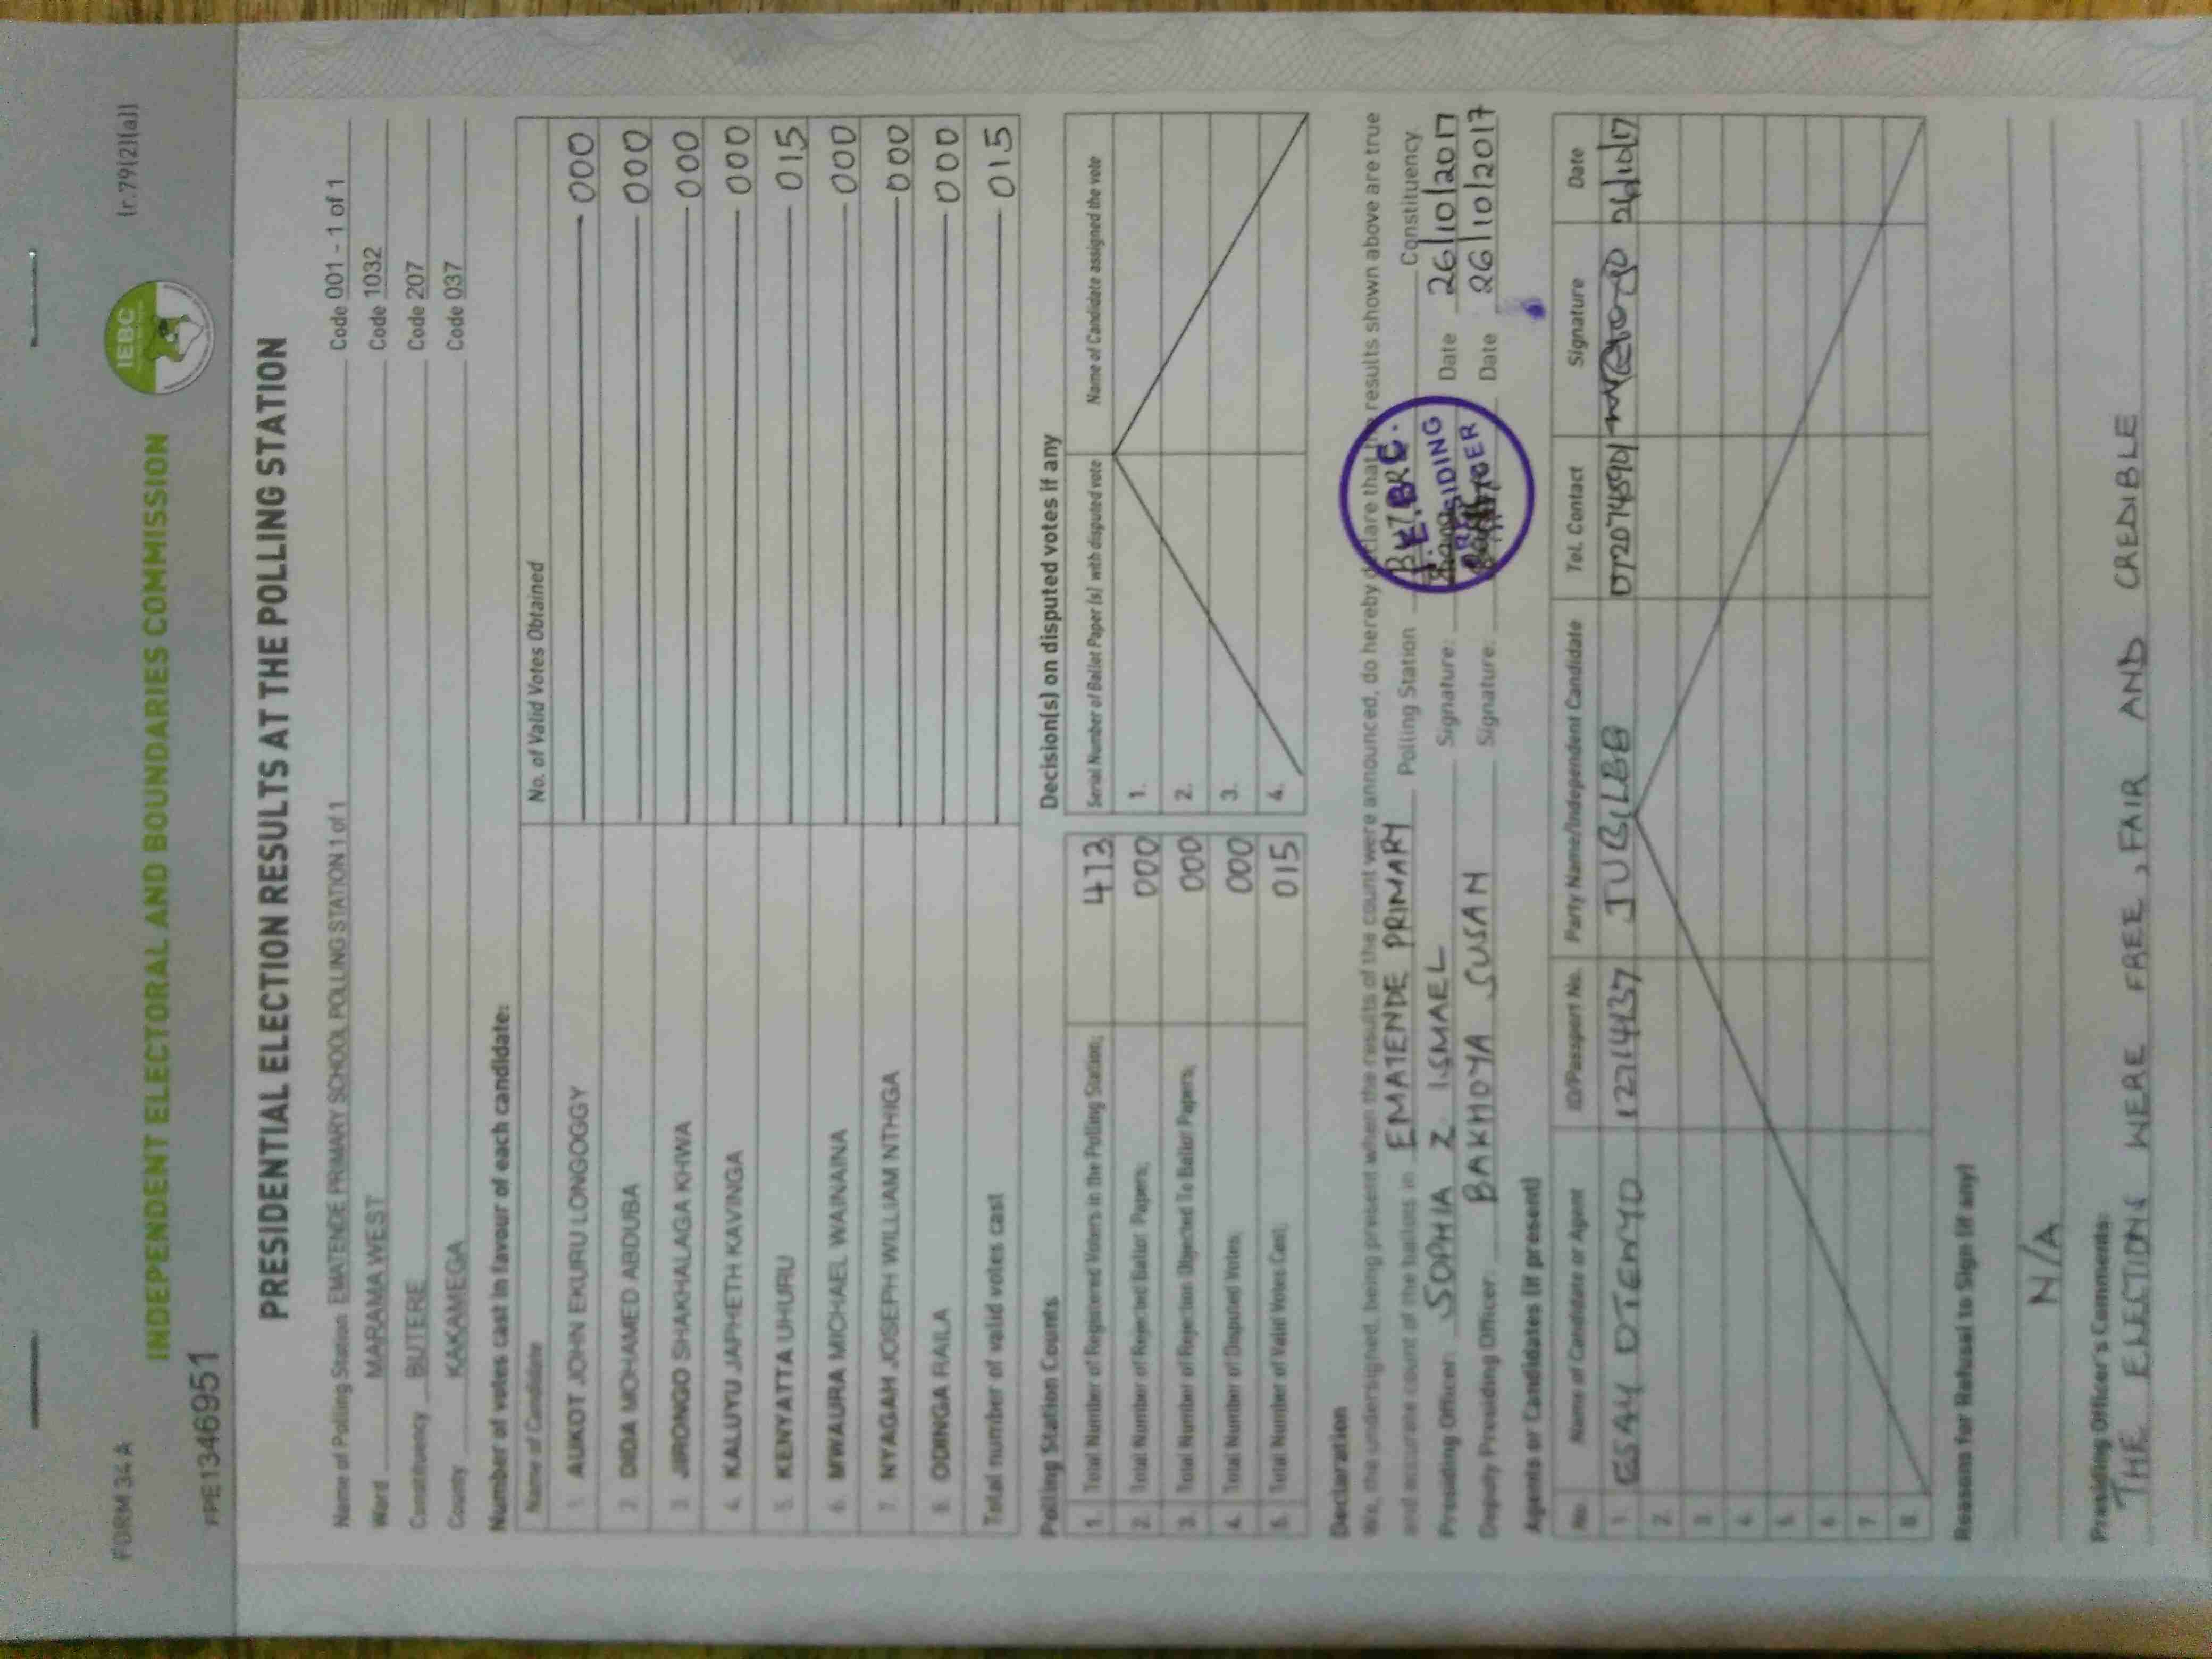 FORM 34A (r.79(2)(a))
IEBC
INDEPENDENT ELECTORAL AND BOUNDARIES COMMISSION
PRE1346951
PRESIDENTIAL ELECTION RESULTS AT THE POLLING STATION
Name of Polling Station EMATENDE PRIMARY SCHOOL POLLING STATION 1 of 1 Code 001 - 1 of 1
Ward MARAMA WEST Code 1032
Constituency BUTERE Code 207
County KAKAMEGA Code 037
Number of votes cast in favour of each candidate:
Name of Candidate No. of Valid Votes Obtained
1. AUKOT JOHN EKURU LONGOGGY 000
2. DIDA MOHAMED ABDUBA 000
3. JIRONGO SHAKHALAGA KHWA 000
4. KALUYU JAPHETH KAVINGA 000
5. KENYATTA UHURU 015
6. MWAURA MICHAEL WAINAINA 000
7. NYAGAH JOSEPH WILLIAM NTHIGA 000
8. ODINGA RAILA 000
Total number of valid votes cast 015
Polling Station Counts
1. Total Number of Registered Voters in the Polling Station; 413
2. Total Number of Rejected Ballot Papers; 000
3. Total Number of Rejection Objected To Ballot Papers; 000
4. Total Number of Disputed Votes; 000
5. Total Number of Valid Votes Cast; 015
Decision(s) on disputed votes if any
Serial Number of Ballot Paper (s) with disputed vote Name of Candidate assigned the vote
1.
2.
3.
4.
Declaration
We, the undersigned, being present when the results of the count were announced, do hereby declare that the results shown above are true
and accurate count of the ballots in EMATENDE PRIMARY Polling Station Constituency
Presiding Officer: SOPHIA Z ISMAEL Signature: Date 26/10/2017
Deputy Presiding Officer: BAKHOYA SUSAN Signature: Date 26/10/2017
I.E.B.C.
PRESIDING
OFFICER
Agents or Candidates (if present)
No. Name of Candidate or Agent ID/Passport No. Party Name/Independent Candidate Tel. Contact Signature Date
1. ESAU OTENYO 12714437 JUBILEE 26/10/17
2.
3.
4.
5.
6.
7.
8.
Reasons for Refusal to Sign (if any)
N/A
Presiding Officer's Comments:
THE ELECTIONS WERE FREE, FAIR AND CREDIBLE